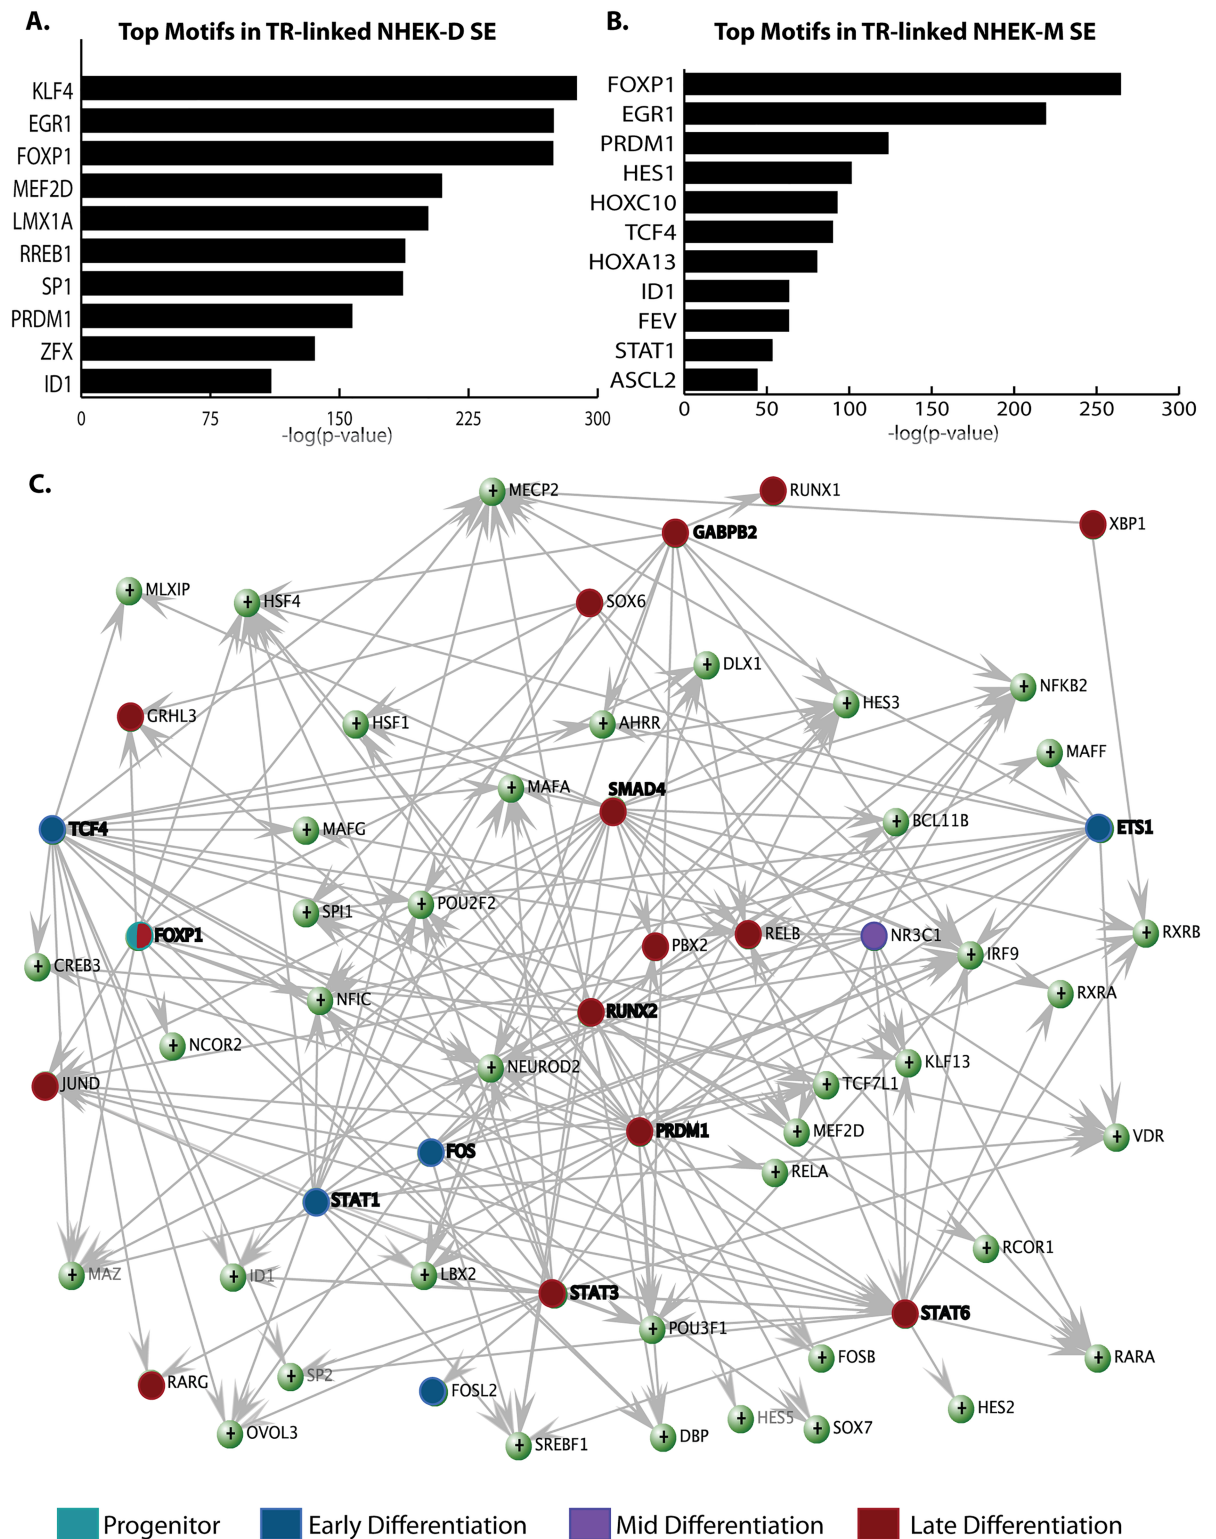 A.
Top Motifs in TR-linked NHEK-D SE
KLF4
EGR1
FOXP1
MEF2D
LMX1A
RREB1
SP1
PRDM1
ZFX
ID1
0 75 150 225 300
-log(p-value)
B.
Top Motifs in TR-linked NHEK-M SE
FOXP1
EGR1
PRDM1
HES1
HOXC10
TCF4
HOXA13
ID1
FEV
STAT1
ASCL2
0 50 100 150 200 250 300
-log(p-value)
C.
MECP2
RUNX1
XBP1
GABPB2
MLXIP
HSF4
SOX6
DLX1
NFKB2
GRHL3
HSF1
AHRR
HES3
MAFF
MAFA
SMAD4
TCF4
MAFG
BCL11B
ETS1
SPI1
POU2F2
FOXP1
PBX2
RELB
NR3C1
IRF9
RXRB
CREB3
NFIC
RUNX2
RXRA
NCOR2
NEUROD2
KLF13
JUND
TCF7L1
PRDM1
MEF2D
VDR
FOS
RELA
STAT1
RCOR1
MAZ
ID1
LBX2
STAT3
STAT6
POU3F1
FOSB
RARA
RARG
SP2
FOSL2
HES2
OVOL3
SREBF1
DBP
HES5
SOX7
Progenitor Early Differentiation Mid Differentiation Late Differentiation